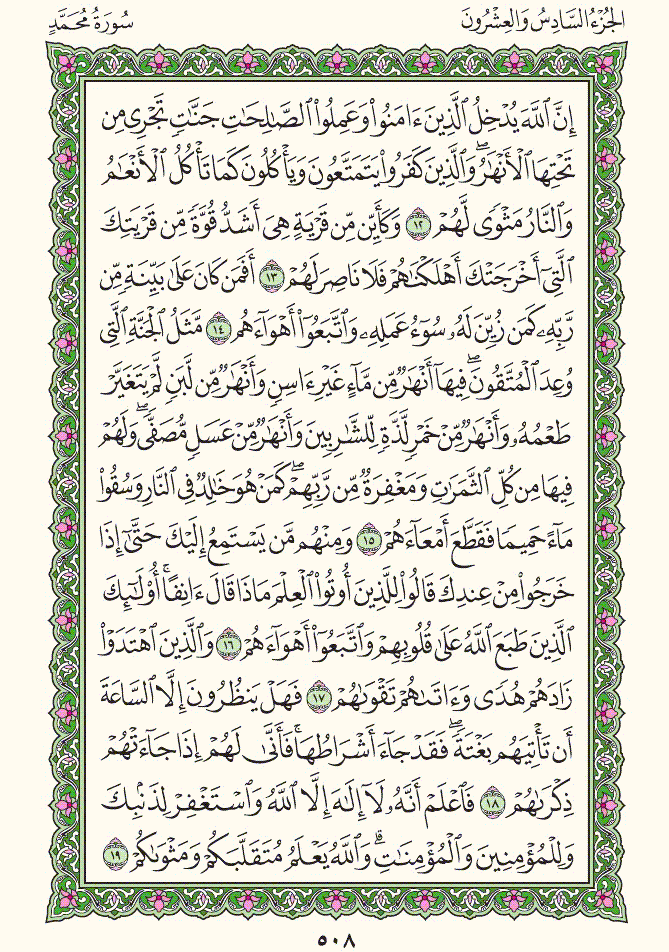 الجُزْءُ السَّادِسُ وَالعِشْرُونَ
سُورَةُ مُحَمَّدٍ
إِنَّ ٱللَّهَ يُدْخِلُ ٱلَّذِينَ ءَامَنُوا۟ وَعَمِلُوا۟ ٱلصَّـٰلِحَـٰتِ جَنَّـٰتٍ تَجْرِى مِن
تَحْتِهَا ٱلْأَنْهَـٰرُ ۖ وَٱلَّذِينَ كَفَرُوا۟ يَتَمَتَّعُونَ وَيَأْكُلُونَ كَمَا تَأْكُلُ ٱلْأَنْعَـٰمُ
وَٱلنَّارُ مَثْوًى لَّهُمْ ١٢ وَكَأَيِّن مِّن قَرْيَةٍ هِىَ أَشَدُّ قُوَّةً مِّن قَرْيَتِكَ
ٱلَّتِىٓ أَخْرَجَتْكَ أَهْلَكْنَـٰهُمْ فَلَا نَاصِرَ لَهُمْ ١٣ أَفَمَن كَانَ عَلَىٰ بَيِّنَةٍ مِّن
رَّبِّهِۦ كَمَن زُيِّنَ لَهُۥ سُوٓءُ عَمَلِهِۦ وَٱتَّبَعُوٓا۟ أَهْوَآءَهُم ١٤ مَّثَلُ ٱلْجَنَّةِ ٱلَّتِى
وُعِدَ ٱلْمُتَّقُونَ ۖ فِيهَآ أَنْهَـٰرٌ مِّن مَّآءٍ غَيْرِ ءَاسِنٍ وَأَنْهَـٰرٌ مِّن لَّبَنٍ لَّمْ يَتَغَيَّرْ
طَعْمُهُۥ وَأَنْهَـٰرٌ مِّنْ خَمْرٍ لَّذَّةٍ لِّلشَّـٰرِبِينَ وَأَنْهَـٰرٌ مِّنْ عَسَلٍ مُّصَفًّى ۖ وَلَهُمْ
فِيهَا مِن كُلِّ ٱلثَّمَرَٰتِ وَمَغْفِرَةٌ مِّن رَّبِّهِمْ ۖ كَمَنْ هُوَ خَـٰلِدٌ فِى ٱلنَّارِ وَسُقُوا۟
مَآءً حَمِيمًا فَقَطَّعَ أَمْعَآءَهُمْ ١٥ وَمِنْهُم مَّن يَسْتَمِعُ إِلَيْكَ حَتَّىٰٓ إِذَا
خَرَجُوا۟ مِنْ عِندِكَ قَالُوا۟ لِلَّذِينَ أُوتُوا۟ ٱلْعِلْمَ مَاذَا قَالَ ءَانِفًا ۚ أُو۟لَـٰٓئِكَ
ٱلَّذِينَ طَبَعَ ٱللَّهُ عَلَىٰ قُلُوبِهِمْ وَٱتَّبَعُوٓا۟ أَهْوَآءَهُمْ ١٦ وَٱلَّذِينَ ٱهْتَدَوْا۟
زَادَهُمْ هُدًى وَءَاتَىٰهُمْ تَقْوَىٰهُمْ ١٧ فَهَلْ يَنظُرُونَ إِلَّا ٱلسَّاعَةَ
أَن تَأْتِيَهُم بَغْتَةً ۖ فَقَدْ جَآءَ أَشْرَاطُهَا ۚ فَأَنَّىٰ لَهُمْ إِذَا جَآءَتْهُمْ
ذِكْرَىٰهُمْ ١٨ فَٱعْلَمْ أَنَّهُۥ لَآ إِلَـٰهَ إِلَّا ٱللَّهُ وَٱسْتَغْفِرْ لِذَنۢبِكَ
وَلِلْمُؤْمِنِينَ وَٱلْمُؤْمِنَـٰتِ ۗ وَٱللَّهُ يَعْلَمُ مُتَقَلَّبَكُمْ وَمَثْوَىٰكُمْ ١٩
٥٠٨